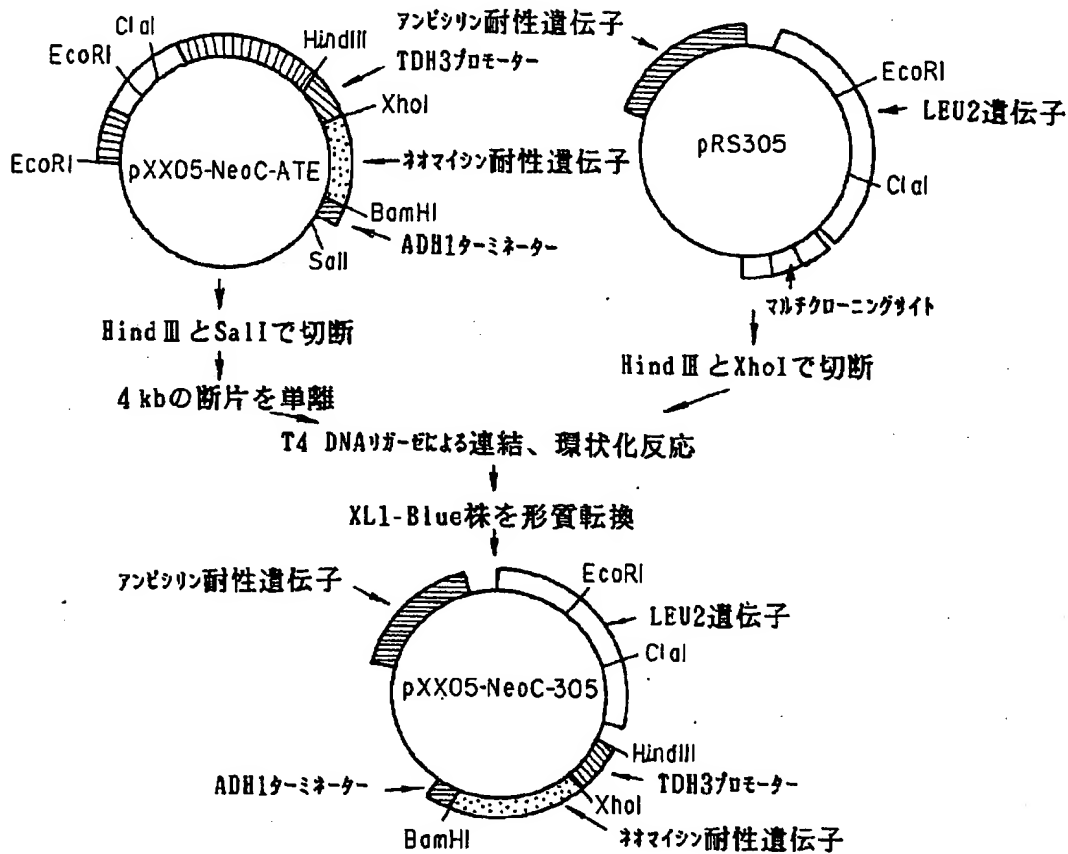 アンピシリン耐性遺伝子
ClaI
HindIII
EcoRI
TDH3プロモーター
XhoI
EcoRI
LEU2遺伝子
pRS305
EcoRI
pXX05-NeoC-ATE
ネオマイシン耐性遺伝子
ClaI
BamHI
ADH1ターミネーター
SalI
マルチクローニングサイト
HindⅢとSalIで切断
HindⅢとXhoIで切断
4kbの断片を単離
T4 DNAリガーゼによる連結、環状化反応
XL1-Blue株を形質転換
アンピシリン耐性遺伝子
EcoRI
LEU2遺伝子
ClaI
pXX05-NeoC-305
HindIII
ADH1ターミネーター
TDH3プロモーター
XhoI
BamHI
ネオマイシン耐性遺伝子